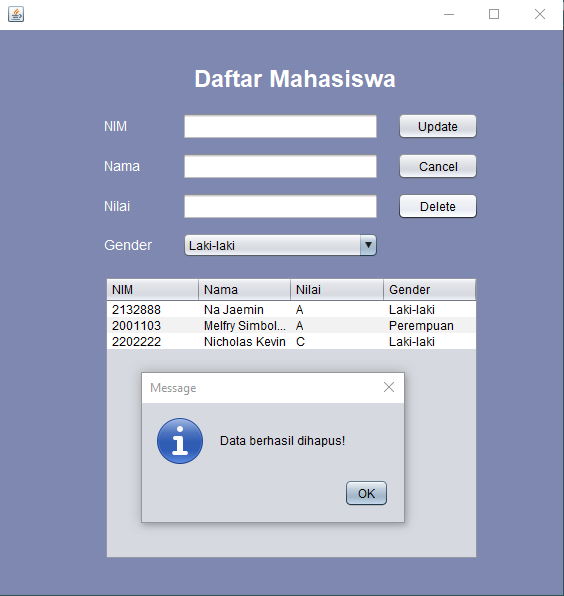 Daftar Mahasiswa
NIM Update
Nama Cancel
Nilai Delete
Gender Laki-laki
NIM Nama Nilai Gender
2132888 Na Jaemin A Laki-laki
2001103 Melfry Simbol... A Perempuan
2202222 Nicholas Kevin C Laki-laki
Message
Data berhasil dihapus!
OK